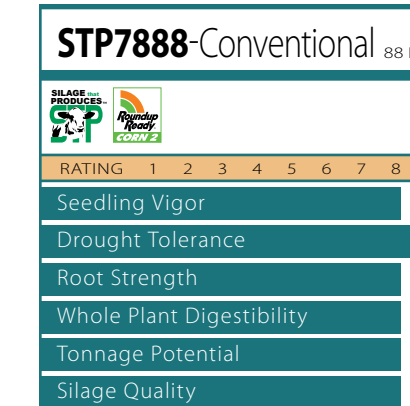 STP7888-Conventional 88
SILAGE that
PRODUCES™
STP
Roundup
Ready
CORN 2
RATING 1 2 3 4 5 6 7 8
Seedling Vigor
Drought Tolerance
Root Strength
Whole Plant Digestibility
Tonnage Potential
Silage Quality